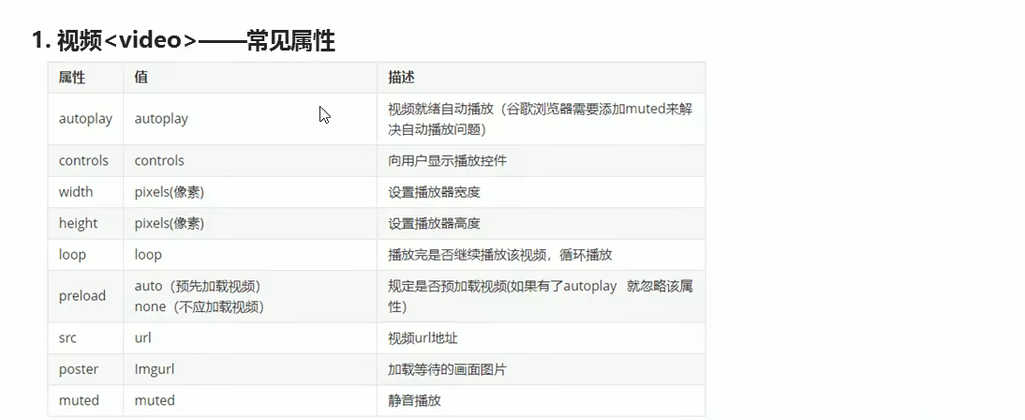 1. 视频<video>——常见属性
属性 值 描述
autoplay autoplay 视频就绪自动播放（谷歌浏览器需要添加muted来解
决自动播放问题）
controls controls 向用户显示播放控件
width pixels(像素) 设置播放器宽度
height pixels(像素) 设置播放器高度
loop loop 播放完是否继续播放该视频，循环播放
preload auto（预先加载视频） 规定是否预加载视频(如果有了autoplay 就忽略该属
none（不应加载视频） 性）
src url 视频url地址
poster Imgurl 加载等待的画面图片
muted muted 静音播放